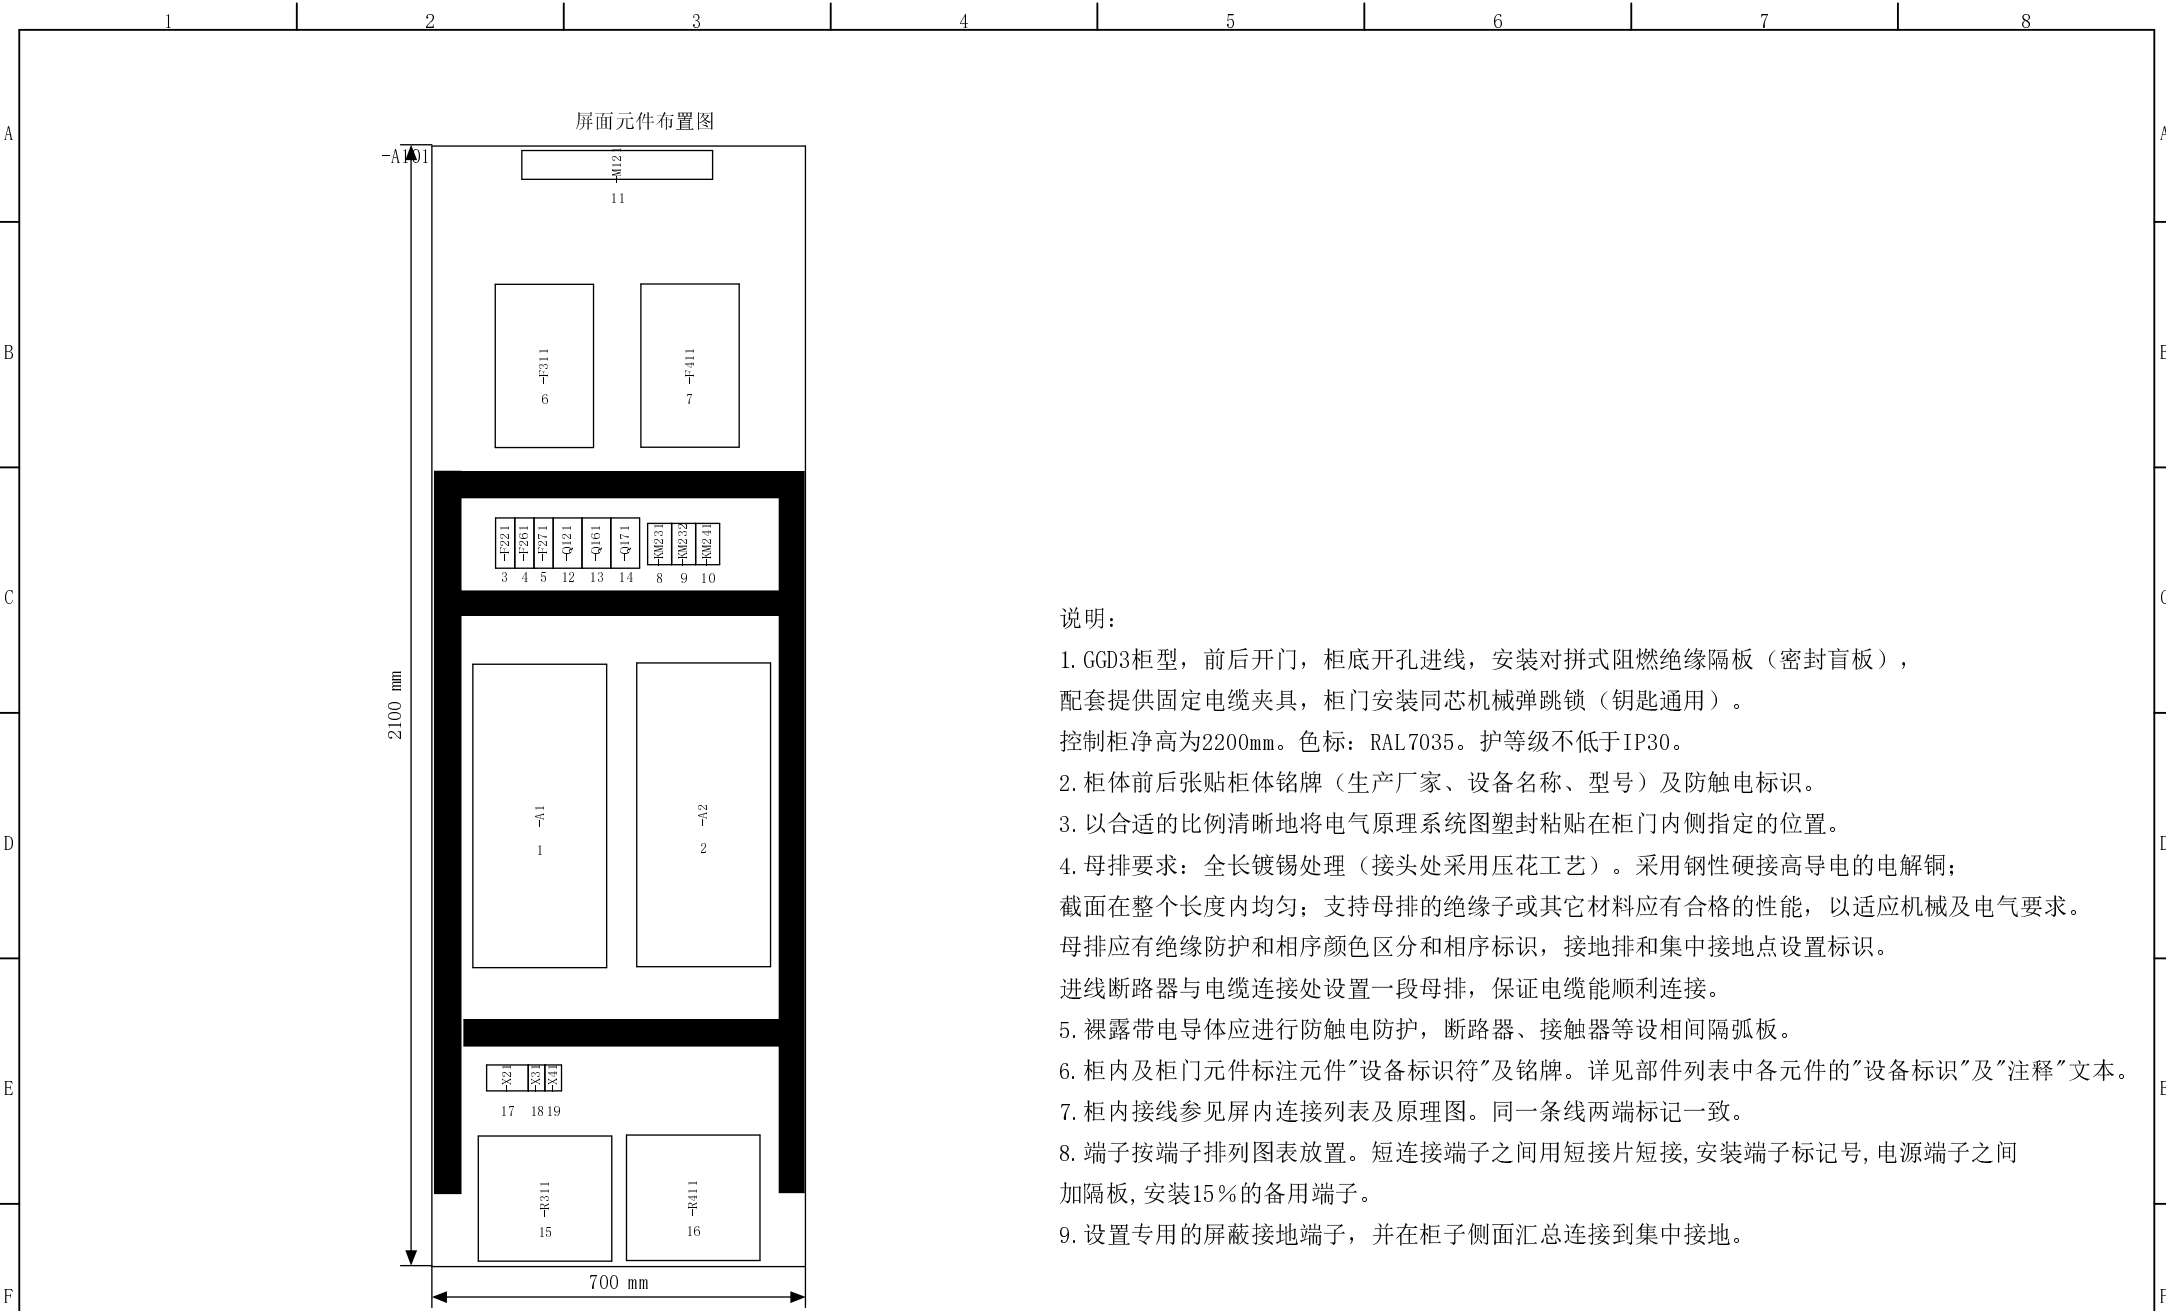 1 2 3 4 5 6 7 8
屏面元件布置图
A
-A101
-M121
11
B
-F311
-F411
6 7
-F221 -F261 -F271 -Q121 -Q161 -Q171 -KM231 -KM232 -KM241
3 4 5 12 13 14 8 9 10
C
2100 mm
-A1
-A2
1 2
D
-X21 -X31 -X41
17 18 19
E
-R311
-R411
15 16
700 mm
F
说明：
1.GGD3柜型，前后开门，柜底开孔进线，安装对拼式阻燃绝缘隔板（密封盲板），
配套提供固定电缆夹具，柜门安装同芯机械弹跳锁（钥匙通用）。
控制柜净高为2200mm。色标：RAL7035。护等级不低于IP30。
2.柜体前后张贴柜体铭牌（生产厂家、设备名称、型号）及防触电标识。
3.以合适的比例清晰地将电气原理系统图塑封粘贴在柜门内侧指定的位置。
4.母排要求：全长镀锡处理（接头处采用压花工艺）。采用钢性硬接高导电的电解铜；
截面在整个长度内均匀；支持母排的绝缘子或其它材料应有合格的性能，以适应机械及电气要求。
母排应有绝缘防护和相序颜色区分和相序标识，接地排和集中接地点设置标识。
进线断路器与电缆连接处设置一段母排，保证电缆能顺利连接。
5.裸露带电导体应进行防触电防护，断路器、接触器等设相间隔弧板。
6.柜内及柜门元件标注元件"设备标识符"及铭牌。详见部件列表中各元件的"设备标识"及"注释"文本。
7.柜内接线参见屏内连接列表及原理图。同一条线两端标记一致。
8.端子按端子排列图表放置。短连接端子之间用短接片短接,安装端子标记号,电源端子之间
加隔板,安装15%的备用端子。
9.设置专用的屏蔽接地端子，并在柜子侧面汇总连接到集中接地。